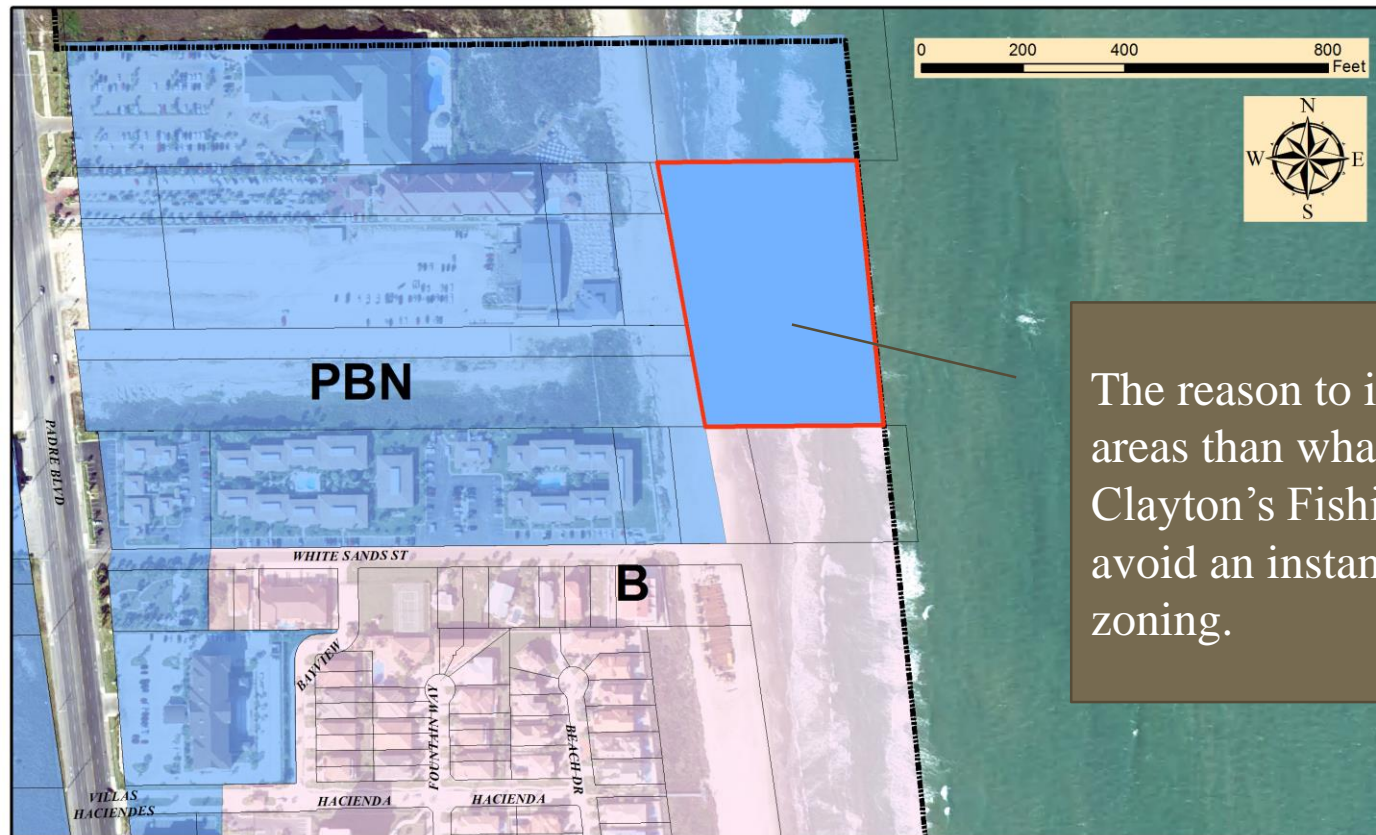 0 200 400 800
Feet
N
W E
S
PBN
PADRE BLVD
The reason to i
areas than wha
Clayton’s Fishi
avoid an instan
zoning.
WHITE SANDS ST
B
BAYVIEW
FOUNTAIN WAY
BEACH DR
VILLAS
HACIENDES
HACIENDA HACIENDA